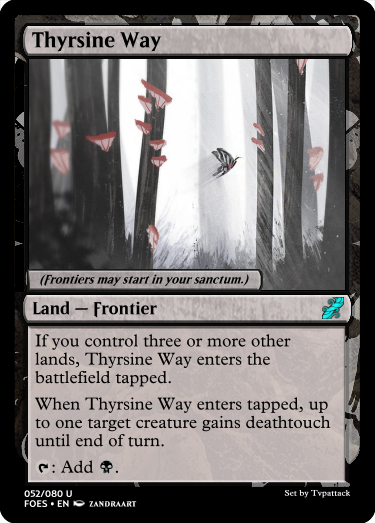 Thyrsine Way
(Frontiers may start in your sanctum.)
Land — Frontier
If you control three or more other
lands, Thyrsine Way enters the
battlefield tapped.
When Thyrsine Way enters tapped, up
to one target creature gains deathtouch
until end of turn.
: Add .
052/080 U
FOES • EN ZANDRAART
Set by Tvpattack